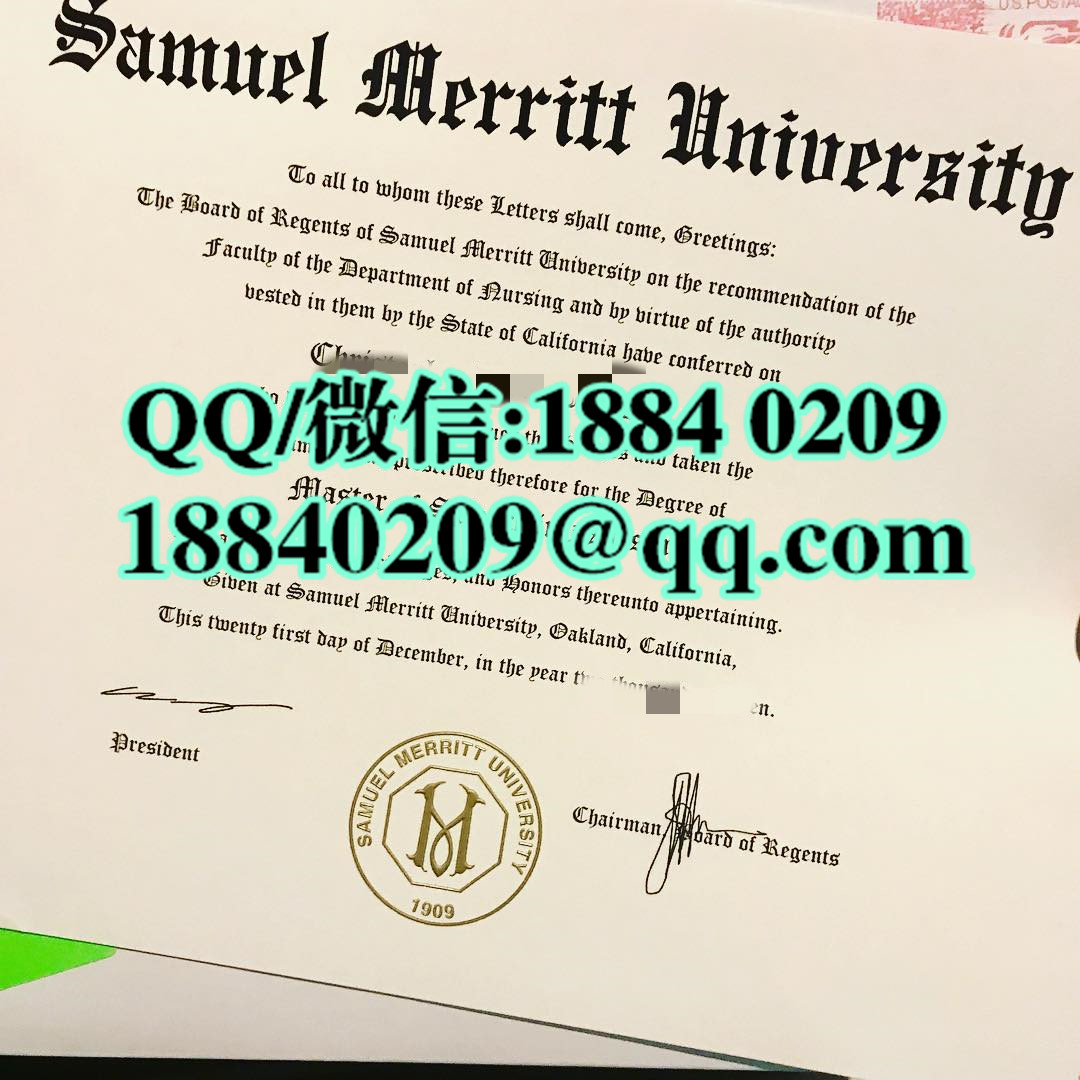 U.S. POSTA
Samuel Merritt University
To all to whom these Letters shall come, Greetings:
The Board of Regents of Samuel Merritt University on the recommendation of the
Faculty of the Department of Nursing and by virtue of the authority
vested in them by the State of California have conferred on
QQ/微信:1884 0209
and taken the
therefore for the Degree of
Master
18840209@qq.com
and Honors thereunto appertaining.
Given at Samuel Merritt University, Oakland, California,
This twenty first day of December, in the year
President
SAMUEL MERRITT UNIVERSITY
M
1909
Chairman, Board of Regents